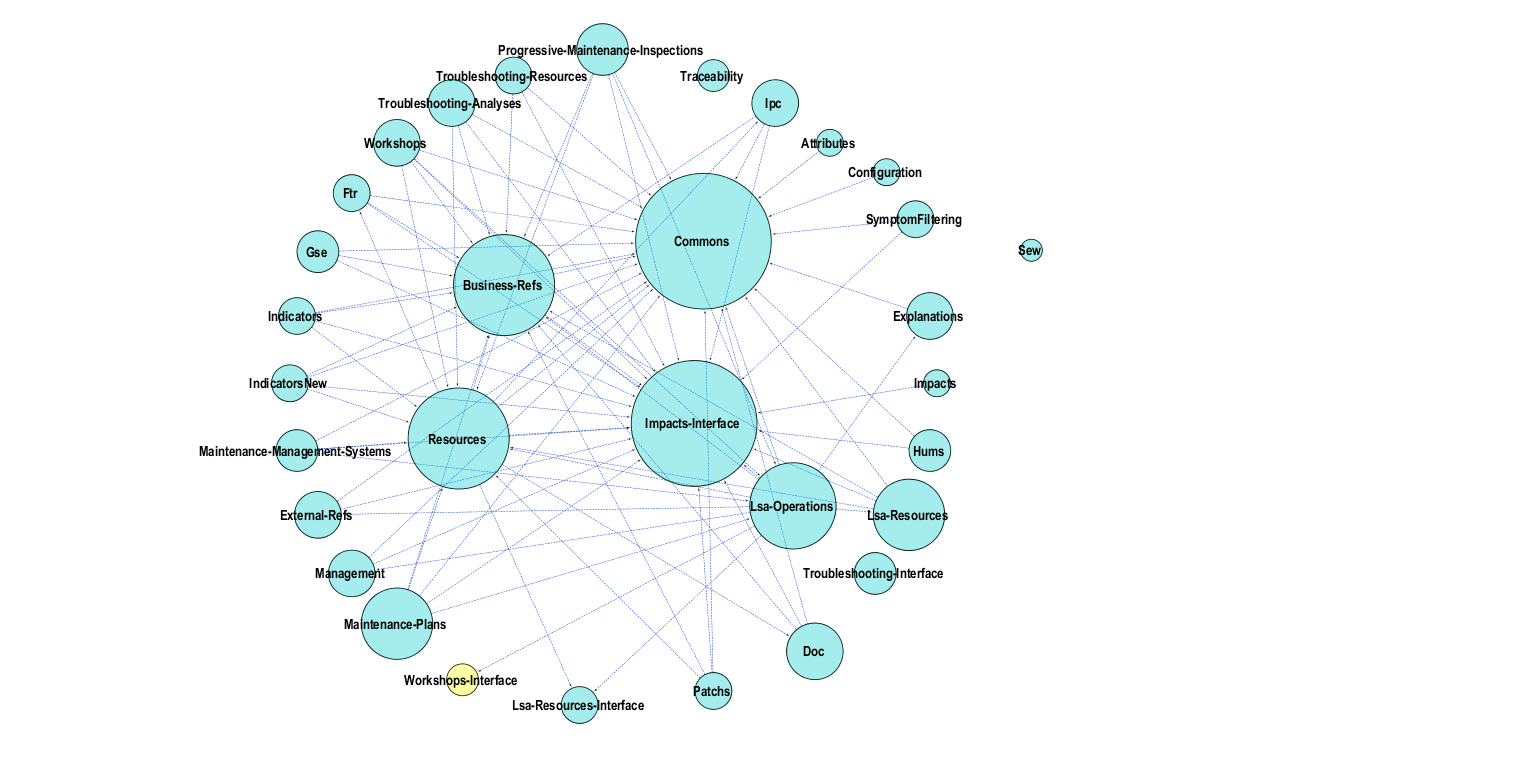 Progressive-Maintenance-Inspections
Troubleshooting-Resources
Traceability
Troubleshooting-Analyses
Ipc
Workshops
Attributes
Configuration
Ftr
SymptomFiltering
Commons
Gse
Sew
Business-Refs
Indicators
Explanations
IndicatorsNew
Impacts
Impacts-Interface
Resources
Maintenance-Management-Systems
Hums
Lsa-Operations
External-Refs
Lsa-Resources
Management
Troubleshooting-Interface
Maintenance-Plans
Doc
Workshops-Interface
Patchs
Lsa-Resources-Interface